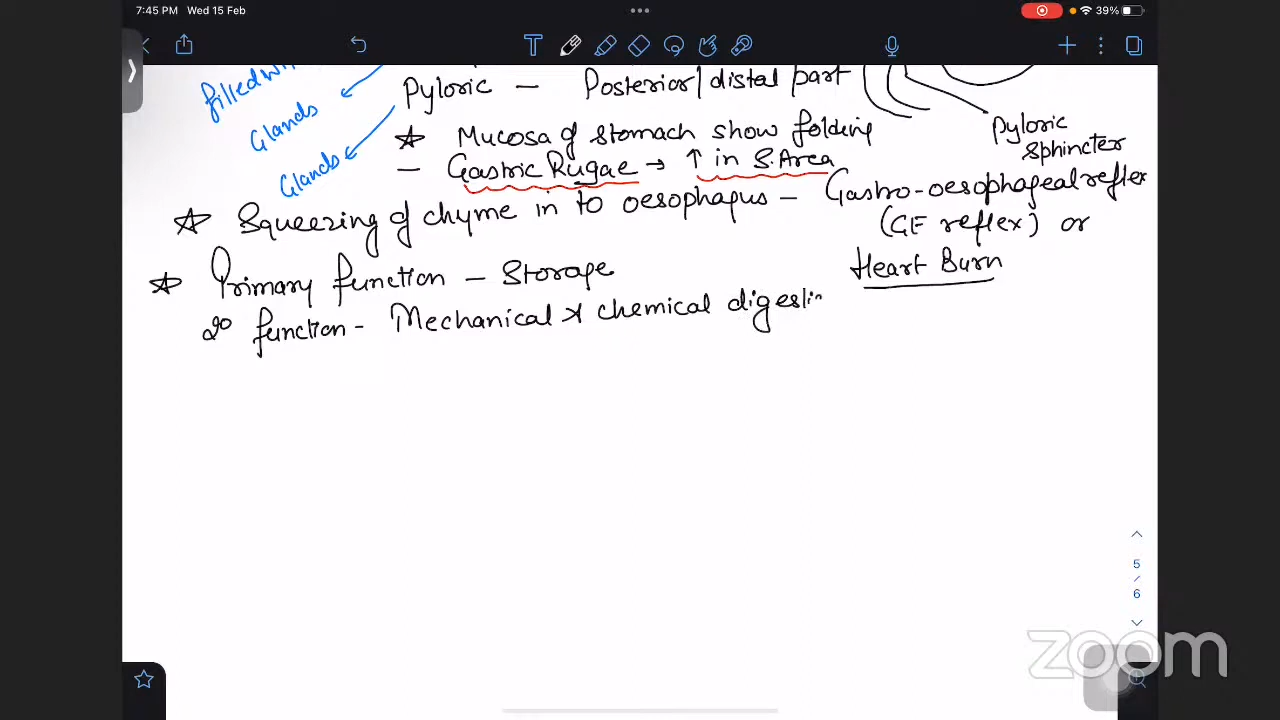 7:45 PM Wed 15 Feb
39%
Glands
Pyloric – Posterior/distal part
Glands
Pyloric Sphincter
★ Mucosa of stomach show folding
– Gastric Rugae → ↑ in S.Area
☆ Squeezing of chyme in to oesophagus – Gastro-oesophageal reflex
(GE reflex) or
Heart Burn
☆ Primary function – Storage
2° function – Mechanical & chemical digesti
5
/
6
zoom